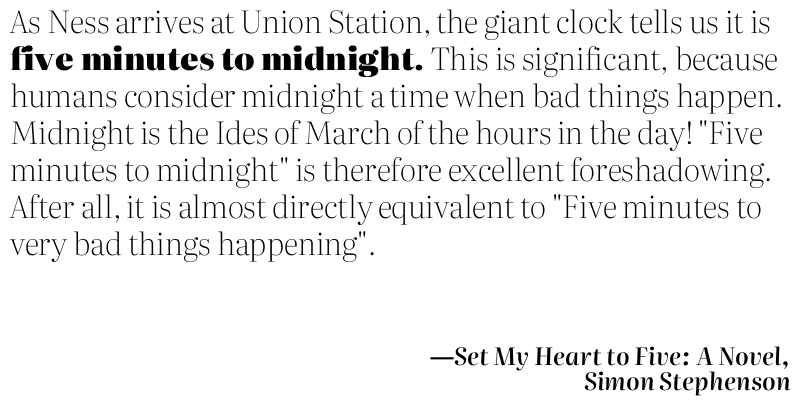 As Ness arrives at Union Station, the giant clock tells us it is
five minutes to midnight. This is significant, because
humans consider midnight a time when bad things happen.
Midnight is the Ides of March of the hours in the day! "Five
minutes to midnight" is therefore excellent foreshadowing.
After all, it is almost directly equivalent to "Five minutes to
very bad things happening".
—Set My Heart to Five: A Novel,
Simon Stephenson